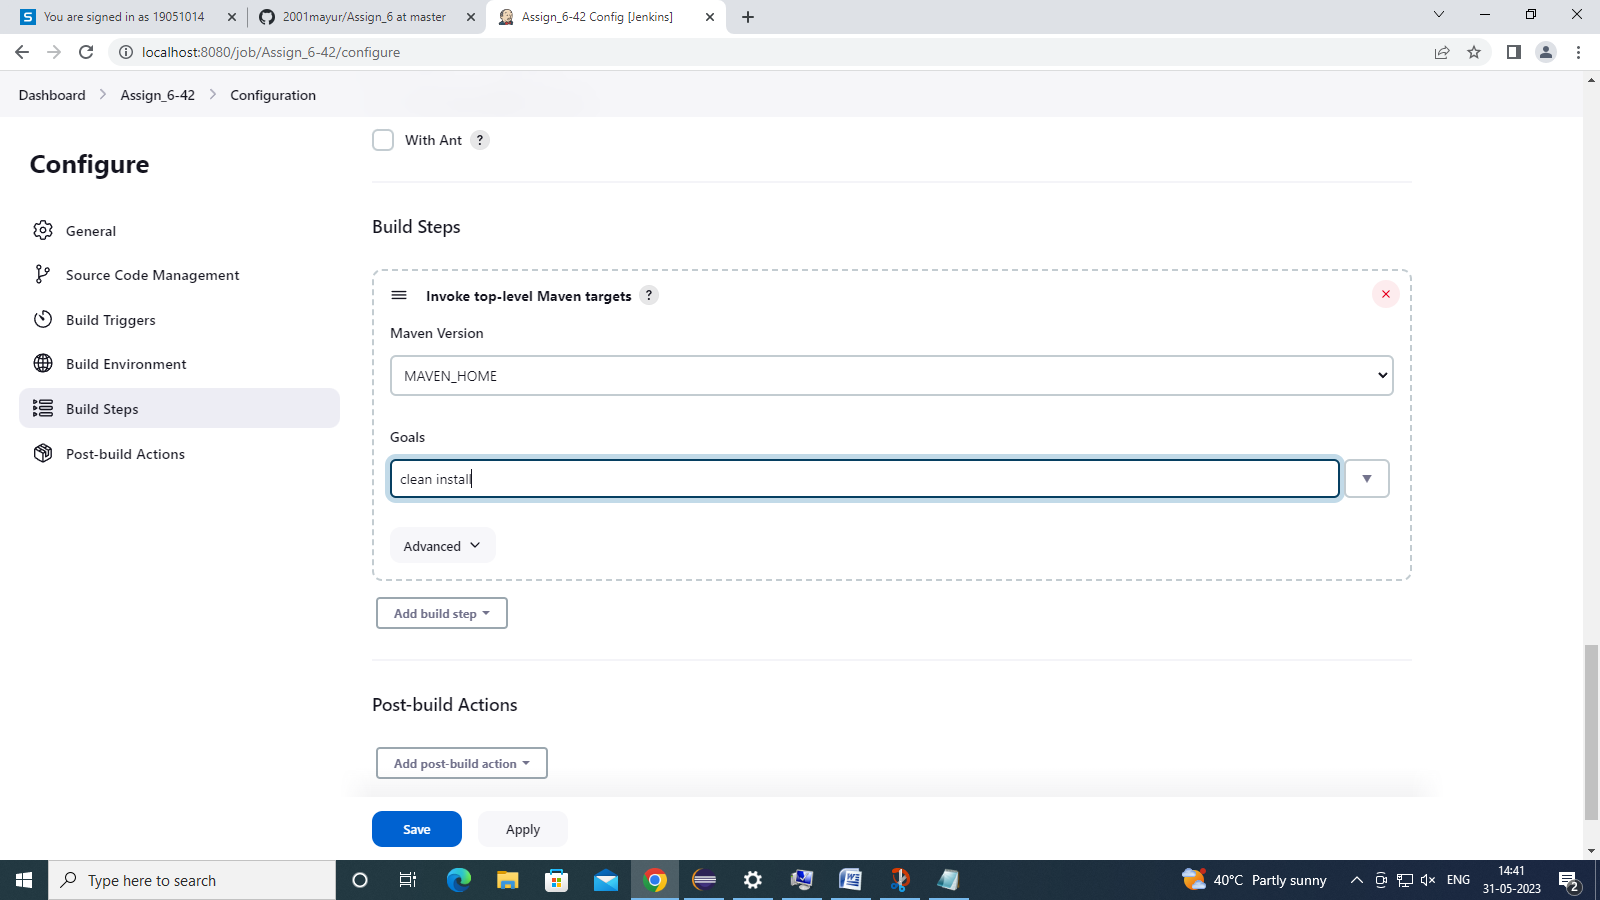 You are signed in as 19051014
2001mayur/Assign_6 at master
Assign_6-42 Config [Jenkins]
localhost:8080/job/Assign_6-42/configure
Dashboard
Assign_6-42
Configuration
Configure
General
Source Code Management
Build Triggers
Build Environment
Build Steps
Post-build Actions
With Ant ?
Build Steps
Invoke top-level Maven targets ?
Maven Version
MAVEN_HOME
Goals
clean install
Advanced
Add build step
Post-build Actions
Add post-build action
Save
Apply
Type here to search
40°C Partly sunny
ENG
14:41
31-05-2023
2